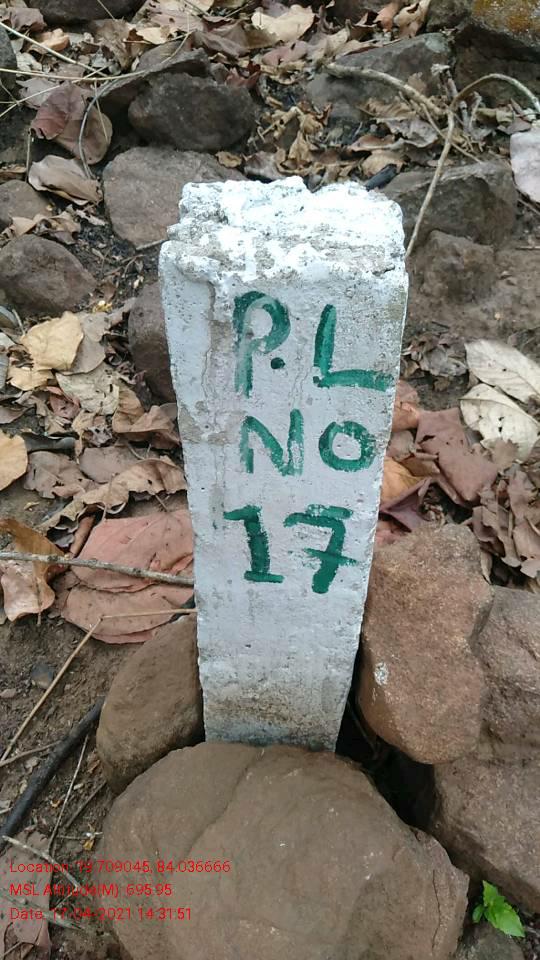 P.L
NO
17
Location: 19.709045, 84.036666
MSL Altitude(M): 695.95
Date: 17-04-2021 14:31:51